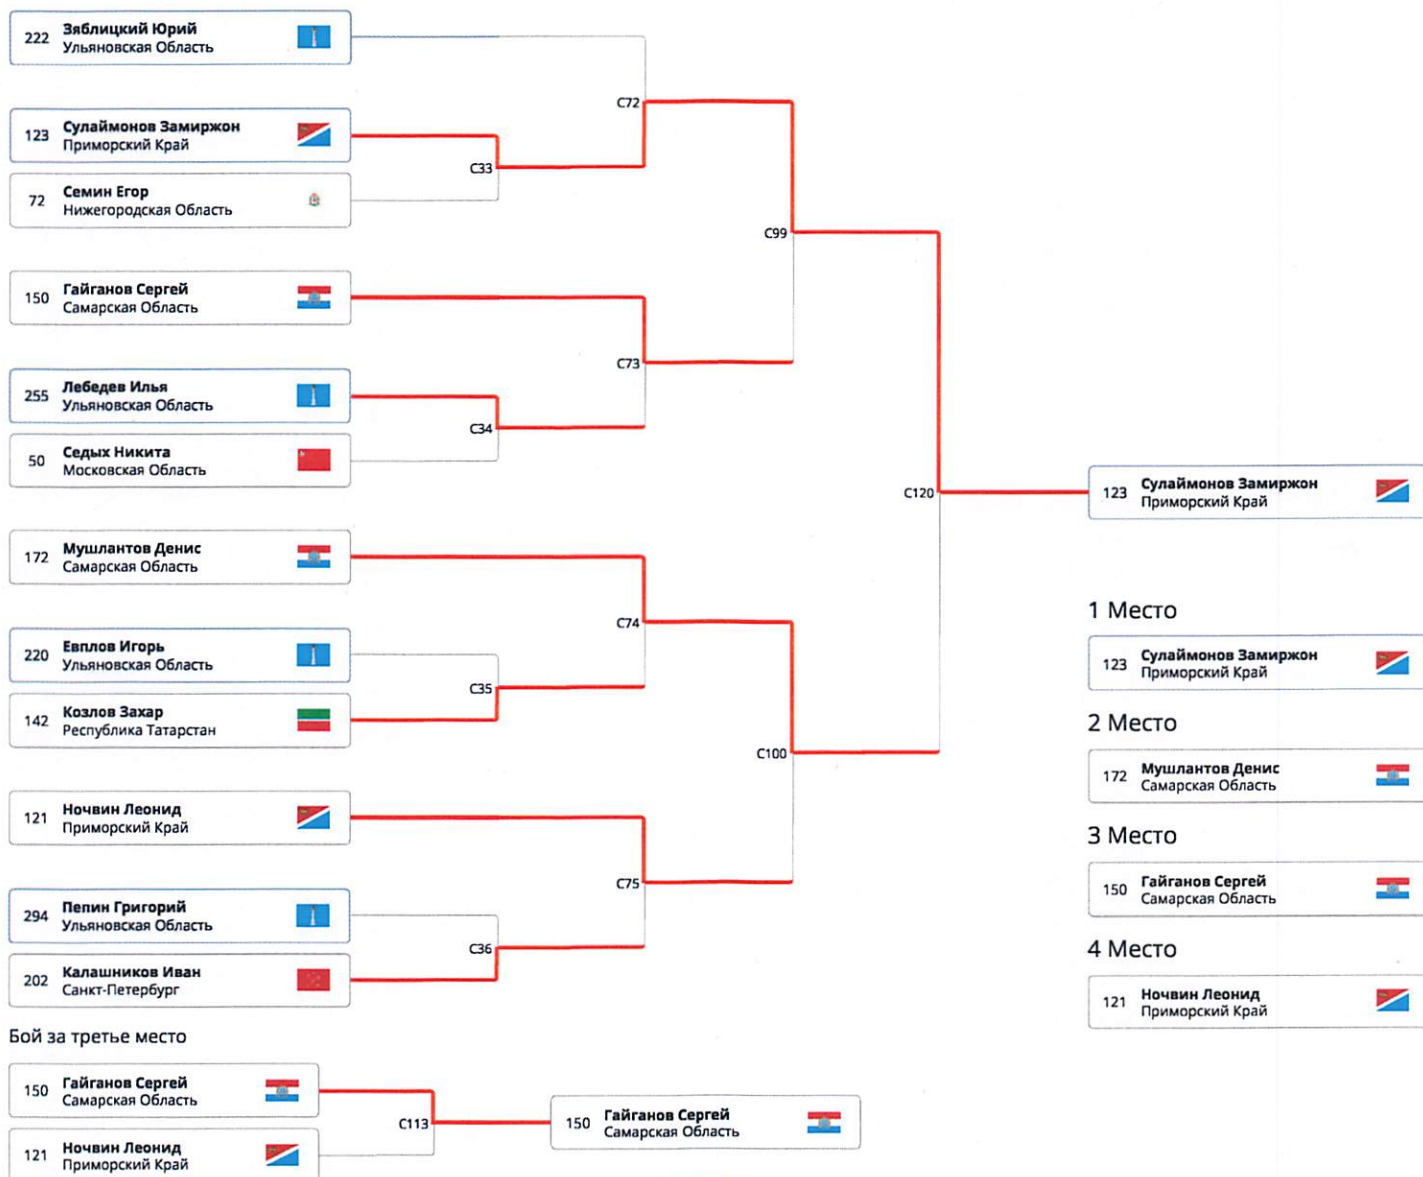 222 Зяблицкий Юрий
Ульяновская Область
C72
123 Сулаймонов Замиржон
Приморский Край
C33
72 Семин Егор
Нижегородская Область
C99
150 Гайганов Сергей
Самарская Область
C73
255 Лебедев Илья
Ульяновская Область
C34
50 Седых Никита
Московская Область
C120
123 Сулаймонов Замиржон
Приморский Край
172 Мушлантов Денис
Самарская Область
C74
220 Евплов Игорь
Ульяновская Область
C35
142 Козлов Захар
Республика Татарстан
C100
121 Ночвин Леонид
Приморский Край
C75
294 Пепин Григорий
Ульяновская Область
C36
202 Калашников Иван
Санкт-Петербург
1 Место
123 Сулаймонов Замиржон
Приморский Край
2 Место
172 Мушлантов Денис
Самарская Область
3 Место
150 Гайганов Сергей
Самарская Область
4 Место
121 Ночвин Леонид
Приморский Край
Бой за третье место
150 Гайганов Сергей
Самарская Область
C113
121 Ночвин Леонид
Приморский Край
150 Гайганов Сергей
Самарская Область